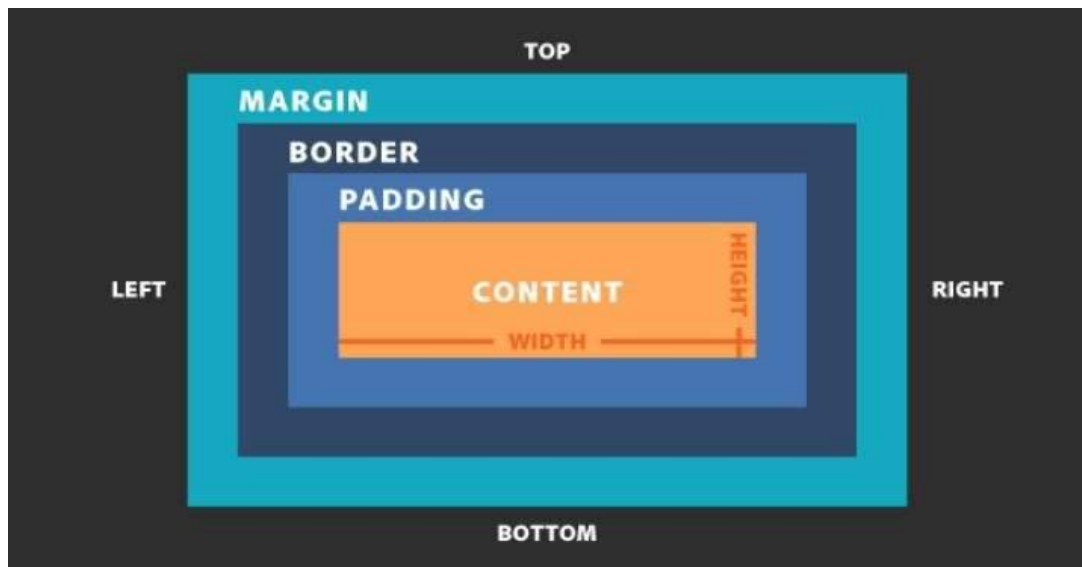 TOP
MARGIN
BORDER
PADDING
LEFT
CONTENT
HEIGHT
RIGHT
WIDTH
BOTTOM